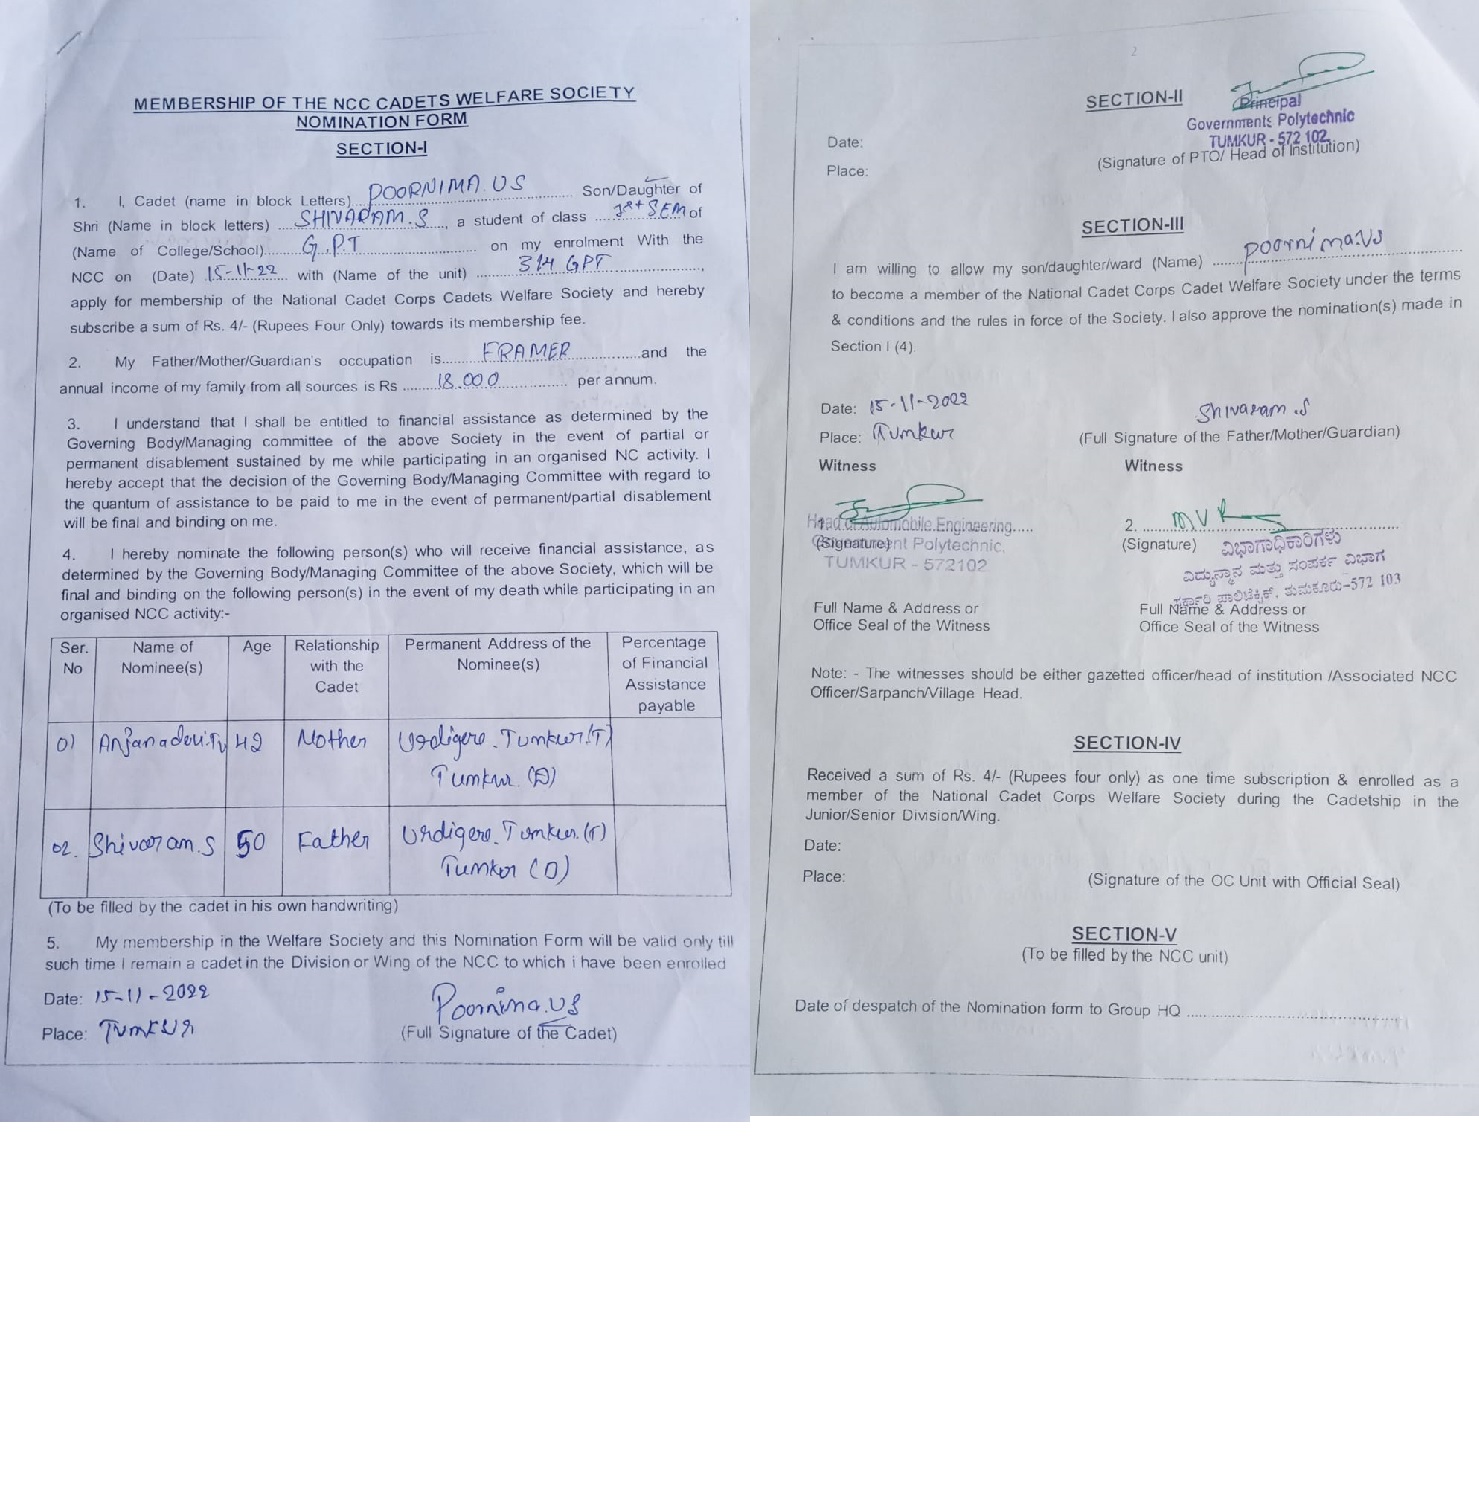 MEMBERSHIP OF THE NCC CADETS WELFARE SOCIETY
NOMINATION FORM
SECTION-I
1. I, Cadet (name in block Letters) POORNIMA.US Son/Daughter of
Shri (Name in block letters) SHIVARAM.S, a student of class 1st SEM of
(Name of College/School) G.P.T on my enrolment With the
NCC on (Date) 15-11-22 with (Name of the unit) GPT,
apply for membership of the National Cadet Corps Cadets Welfare Society and hereby
subscribe a sum of Rs. 4/- (Rupees Four Only) towards its membership fee.
2. My Father/Mother/Guardian's occupation is FRAMER and the
annual income of my family from all sources is Rs 18.000 per annum.
3. I understand that I shall be entitled to financial assistance as determined by the
Governing Body/Managing committee of the above Society in the event of partial or
permanent disablement sustained by me while participating in an organised NC activity. I
hereby accept that the decision of the Governing Body/Managing Committee with regard to
the quantum of assistance to be paid to me in the event of permanent/partial disablement
will be final and binding on me.
4. I hereby nominate the following person(s) who will receive financial assistance, as
determined by the Governing Body/Managing Committee of the above Society, which will be
final and binding on the following person(s) in the event of my death while participating in an
organised NCC activity:-
Ser. No Name of Nominee(s) Age Relationship with the Cadet Permanent Address of the Nominee(s) Percentage of Financial Assistance payable
01 42 Mother Urdigere. Tumkur.(T)
Tumkur (D)
02. Shivaram.S 50 Father Urdigere. Tumkur.(T)
Tumkur (D)
(To be filled by the cadet in his own handwriting)
5. My membership in the Welfare Society and this Nomination Form will be valid only till
such time I remain a cadet in the Division or Wing of the NCC to which i have been enrolled
Date: 15-11-2022 Poornima.US
Place: TUMKUR (Full Signature of the Cadet)
2
SECTION-II
Principal
Governments Polytechnic
TUMKUR - 572 102.
Date:
(Signature of PTO/ Head of Institution)
Place:
SECTION-III
I am willing to allow my son/daughter/ward (Name) poornima.Us
to become a member of the National Cadet Corps Cadet Welfare Society under the terms
& conditions and the rules in force of the Society. I also approve the nomination(s) made in
Section I (4).
Date: 15-11-2022 Shivaram.S
Place: Tumkur (Full Signature of the Father/Mother/Guardian)
Witness Witness
Head of Automobile Engineering
(Signature) Polytechnic,
TUMKUR - 572102
2. MVK
(Signature) ವಿಭಾಗಾಧಿಕಾರಿಗಳು
ವಿದ್ಯುನ್ಮಾನ ಮತ್ತು ಸಂಪರ್ಕ ವಿಭಾಗ
ಸರ್ಕಾರಿ ಪಾಲಿಟೆಕ್ನಿಕ್, ತುಮಕೂರು-572 103
Full Name & Address or Full Name & Address or
Office Seal of the Witness Office Seal of the Witness
Note: - The witnesses should be either gazetted officer/head of institution /Associated NCC
Officer/Sarpanch/Village Head.
SECTION-IV
Received a sum of Rs. 4/- (Rupees four only) as one time subscription & enrolled as a
member of the National Cadet Corps Welfare Society during the Cadetship in the
Junior/Senior Division/Wing.
Date:
Place: (Signature of the OC Unit with Official Seal)
SECTION-V
(To be filled by the NCC unit)
Date of despatch of the Nomination form to Group HQ